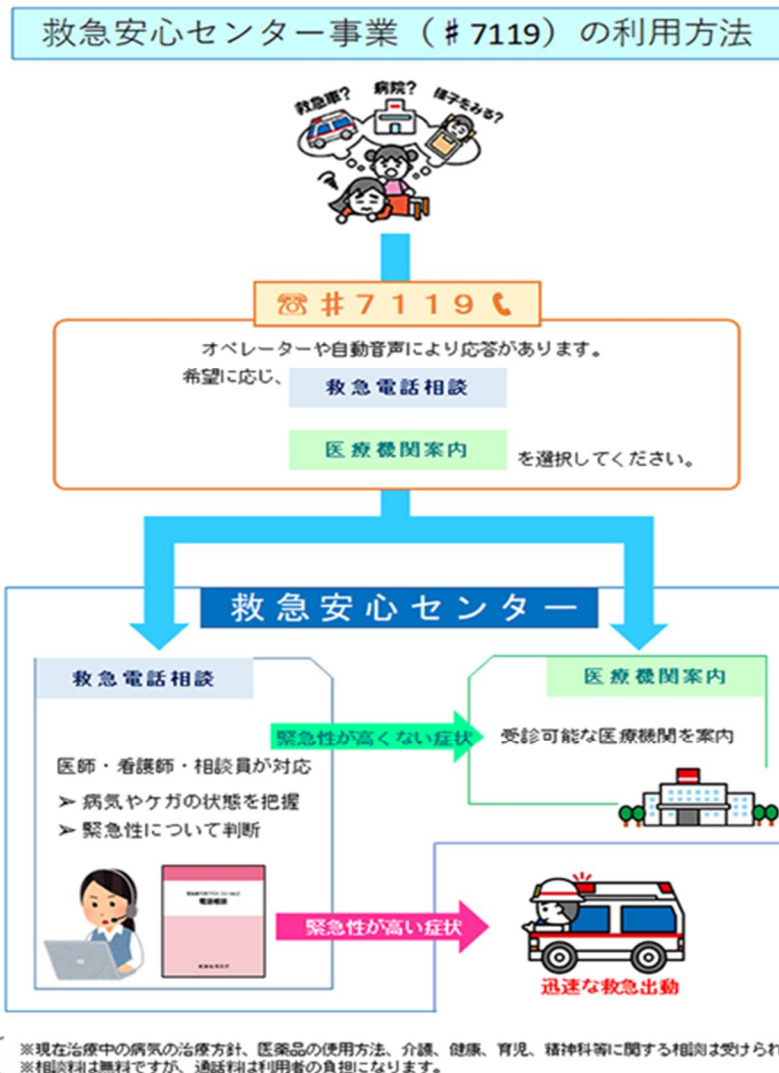 救急安心センター事業（♯7119）の利用方法
救急車？
病院？
様子をみる？
☎♯7119
オペレーターや自動音声により応答があります。
希望に応じ、
救急電話相談
医療機関案内
を選択してください。
救急安心センター
救急電話相談
医療機関案内
緊急性が高くない症状
受診可能な医療機関を案内
医師・看護師・相談員が対応
➢ 病気やケガの状態を把握
➢ 緊急性について判断
電話相談
緊急性が高い症状
迅速な救急出動
※現在治療中の病気の治療方針、医薬品の使用方法、介護、健康、育児、精神科等に関する相談は受けられ
※相談料は無料ですが、通話料は利用者の負担になります。